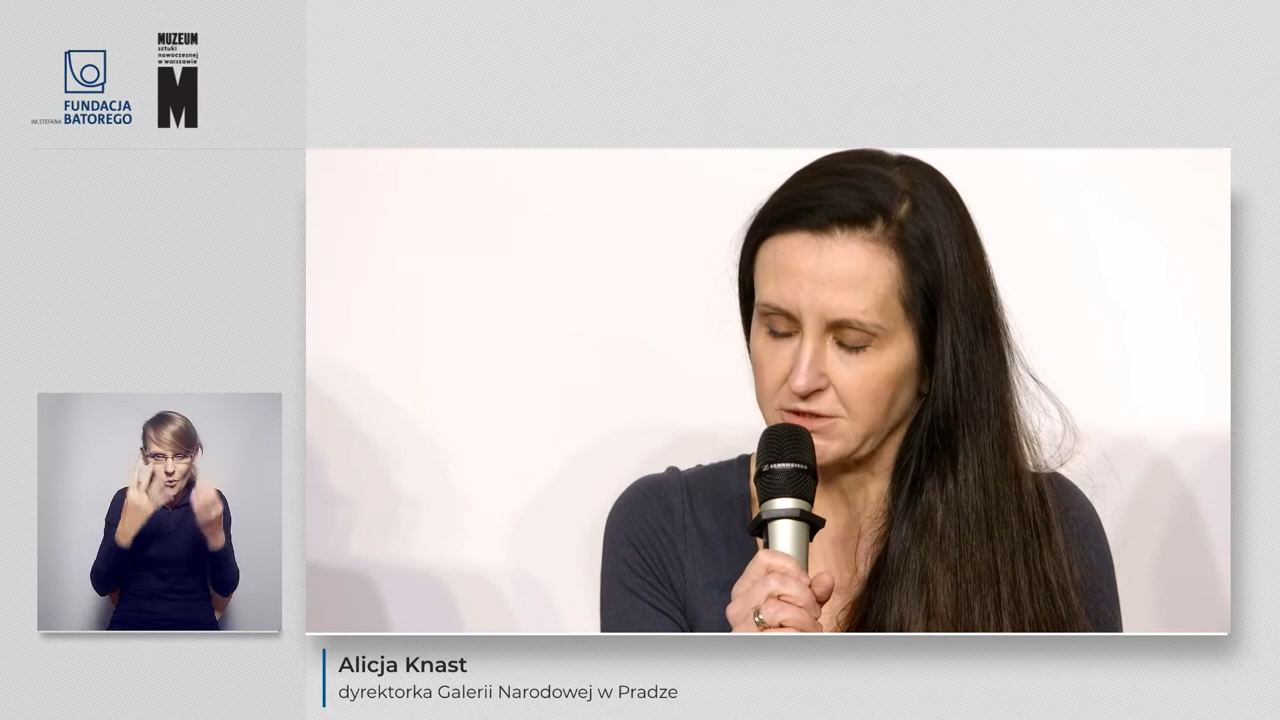 MUZEUM
sztuki
nowoczesnej
w warszawie
M
FUNDACJA
IM. STEFANA BATOREGO
SENNHEISER
Alicja Knast
dyrektorka Galerii Narodowej w Pradze